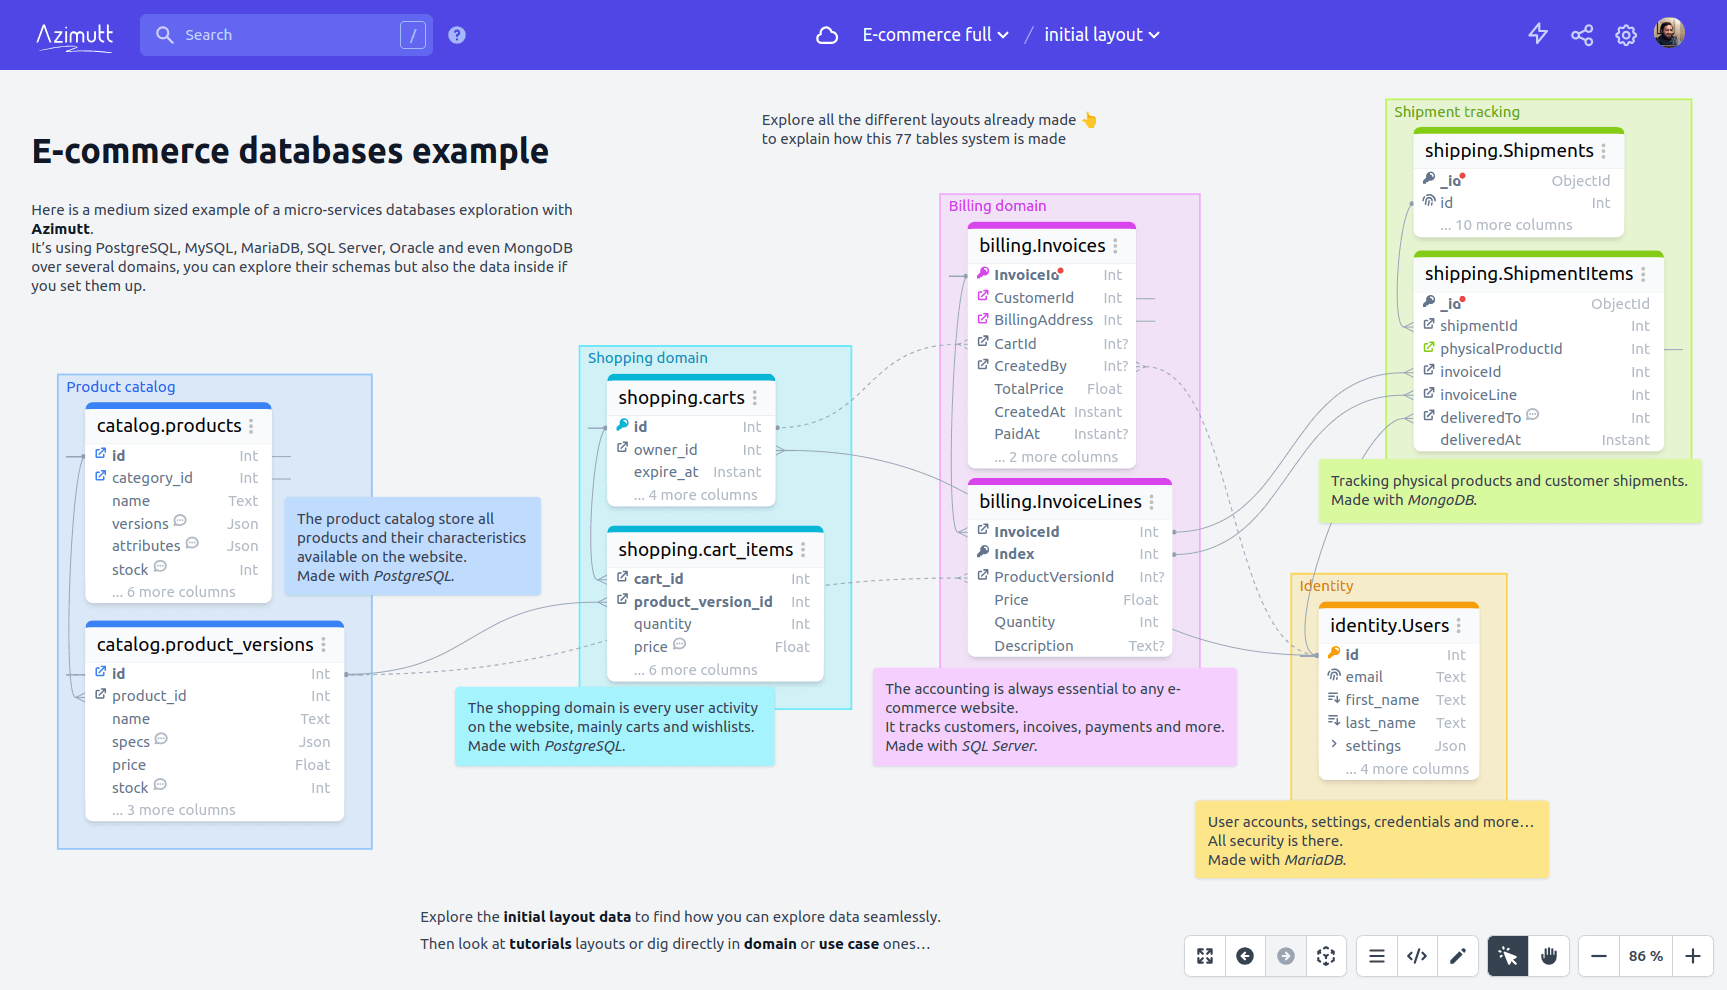 Azimutt
Search
/
?
E-commerce full
/
initial layout
Explore all the different layouts already made 👆
to explain how this 77 tables system is made
E-commerce databases example
Here is a medium sized example of a micro-services databases exploration with
Azimutt.
It's using PostgreSQL, MySQL, MariaDB, SQL Server, Oracle and even MongoDB
over several domains, you can explore their schemas but also the data inside if
you set them up.
Product catalog
catalog.products
id Int
category_id Int
name Text
versions Json
attributes Json
stock Int
... 6 more columns
catalog.product_versions
id Int
product_id Int
name Text
specs Json
price Float
stock Int
... 3 more columns
The product catalog store all
products and their characteristics
available on the website.
Made with PostgreSQL.
Shopping domain
shopping.carts
id Int
owner_id Int
expire_at Instant
... 4 more columns
shopping.cart_items
cart_id Int
product_version_id Int
quantity Int
price Float
... 6 more columns
The shopping domain is every user activity
on the website, mainly carts and wishlists.
Made with PostgreSQL.
Billing domain
billing.Invoices
InvoiceId Int
CustomerId Int
BillingAddress Int
CartId Int?
CreatedBy Int?
TotalPrice Float
CreatedAt Instant
PaidAt Instant?
... 2 more columns
billing.InvoiceLines
InvoiceId Int
Index Int
ProductVersionId Int?
Price Float
Quantity Int
Description Text?
The accounting is always essential to any e-
commerce website.
It tracks customers, incoives, payments and more.
Made with SQL Server.
Shipment tracking
shipping.Shipments
_id ObjectId
id Int
... 10 more columns
shipping.ShipmentItems
_id ObjectId
shipmentId Int
physicalProductId Int
invoiceId Int
invoiceLine Int
deliveredTo Int
deliveredAt Instant
Tracking physical products and customer shipments.
Made with MongoDB.
Identity
identity.Users
id Int
email Text
first_name Text
last_name Text
settings Json
... 4 more columns
User accounts, settings, credentials and more...
All security is there.
Made with MariaDB.
Explore the initial layout data to find how you can explore data seamlessly.
Then look at tutorials layouts or dig directly in domain or use case ones...
86 %